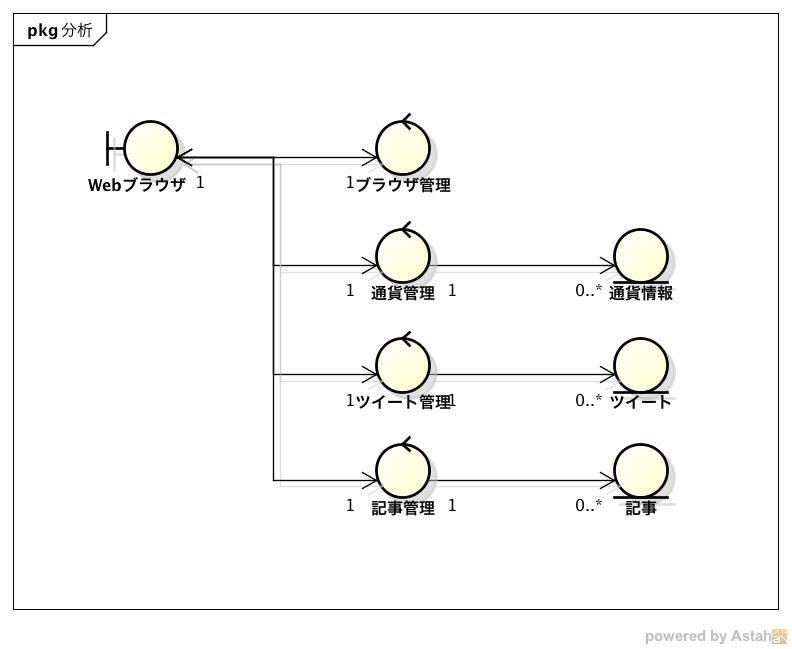 pkg 分析
Webブラウザ 1 1 ブラウザ管理
1 通貨管理 1 0..* 通貨情報
1 ツイート管理 1 0..* ツイート
1 記事管理 1 0..* 記事
powered by Astah